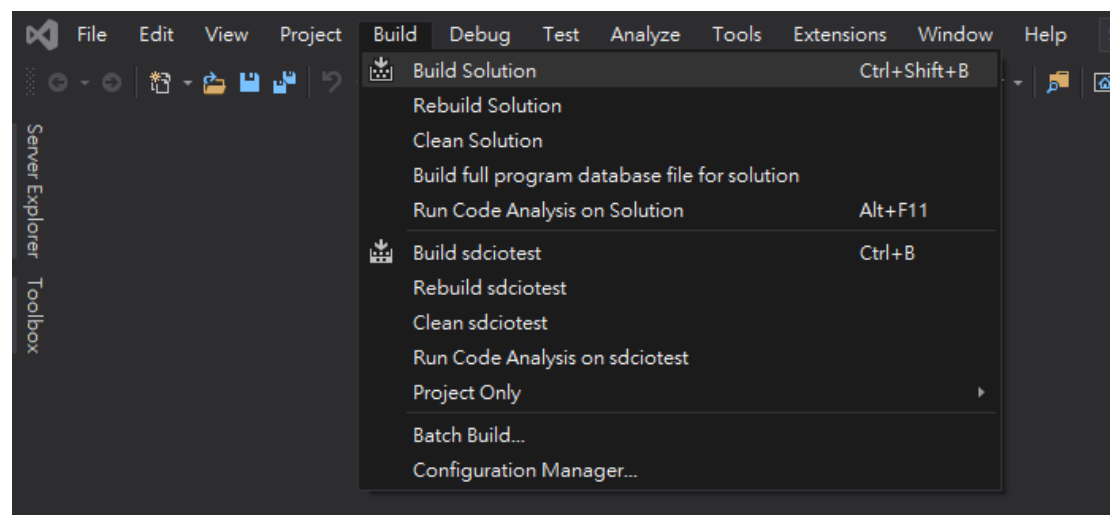 File Edit View Project Build Debug Test Analyze Tools Extensions Window Help
Build Solution Ctrl+Shift+B
Rebuild Solution
Clean Solution
Build full program database file for solution
Run Code Analysis on Solution Alt+F11
Build sdciotest Ctrl+B
Rebuild sdciotest
Clean sdciotest
Run Code Analysis on sdciotest
Project Only
Batch Build...
Configuration Manager...
Server Explorer
Toolbox